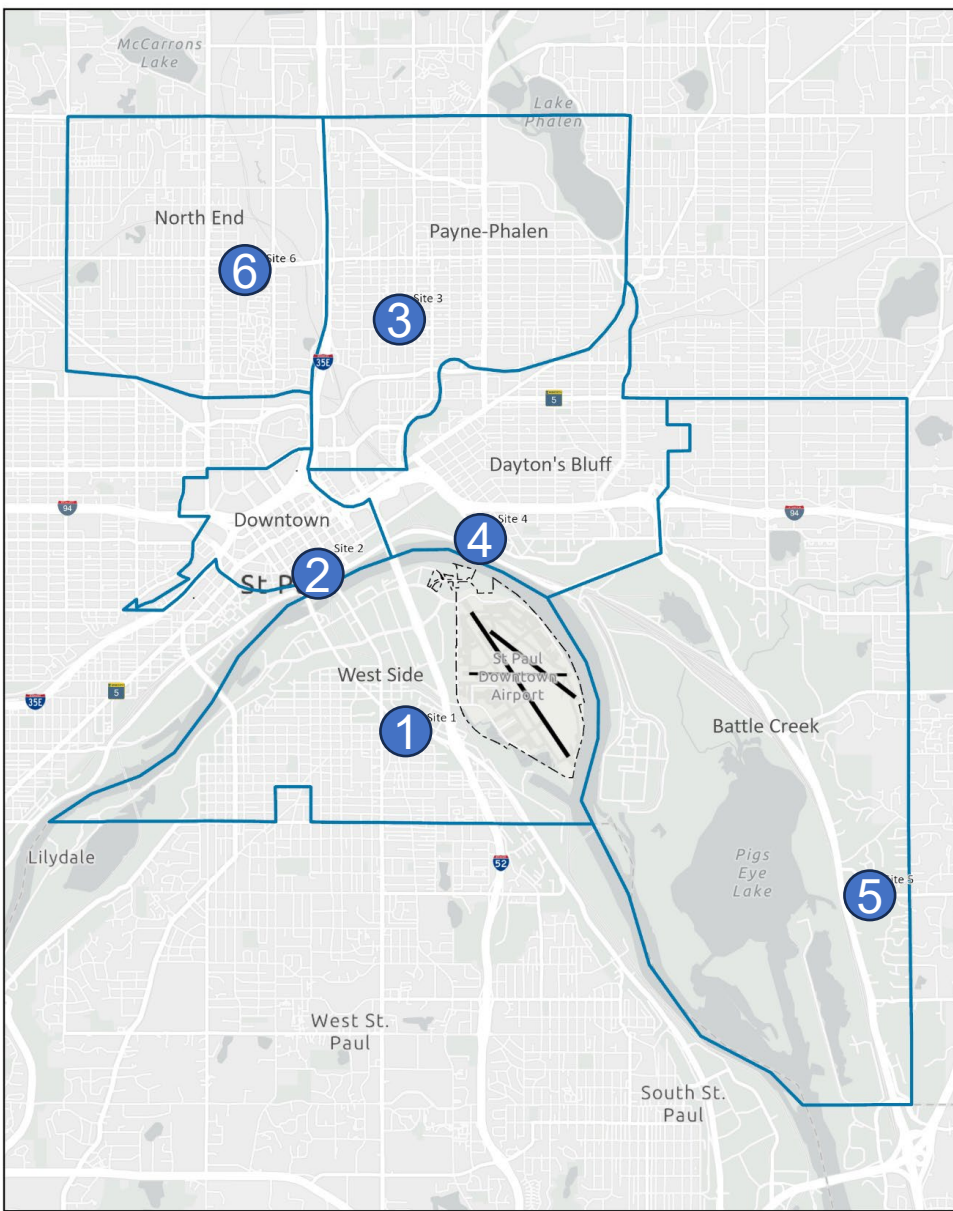 McCarrons
Lake
Lake
Phalen
North End
Payne-Phalen
6
Site 6
Site 3
3
35E
5
Dayton's Bluff
94
94
Downtown
Site 4
4
Site 2
2
St P
West Side
St Paul
Downtown
Airport
35E
5
1
Site 1
Battle Creek
Lilydale
52
Pigs
Eye
Lake
5
Site 5
West St.
Paul
South St.
Paul